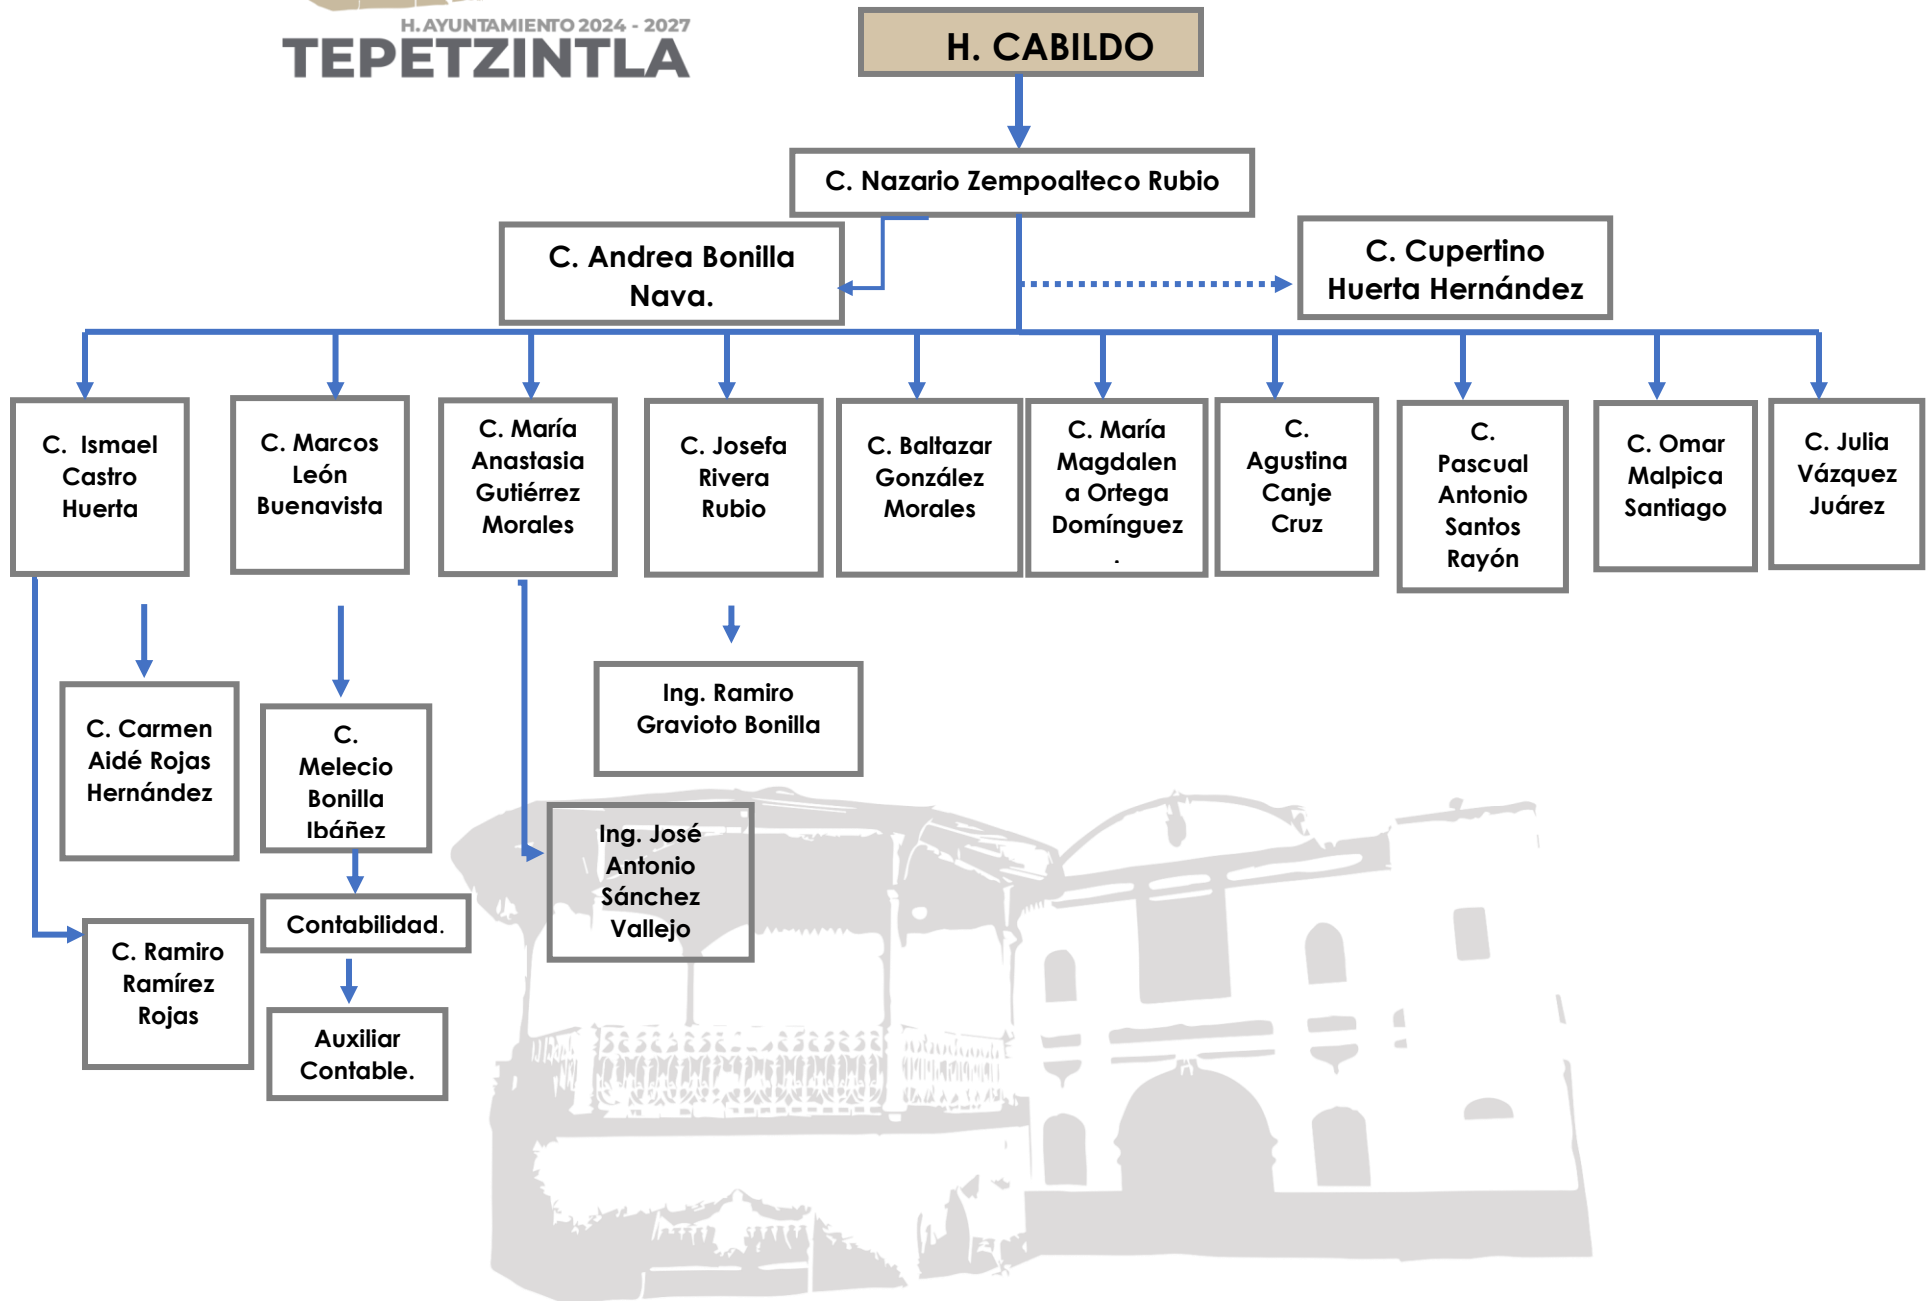 H. AYUNTAMIENTO 2024 - 2027
TEPETZINTLA
H. CABILDO
C. Nazario Zempoalteco Rubio
C. Andrea Bonilla
Nava.
C. Cupertino
Huerta Hernández
C. Ismael
Castro
Huerta
C. Marcos
León
Buenavista
C. María
Anastasia
Gutiérrez
Morales
C. Josefa
Rivera
Rubio
C. Baltazar
González
Morales
C. María
Magdalen
a Ortega
Domínguez
.
C.
Agustina
Canje
Cruz
C.
Pascual
Antonio
Santos
Rayón
C. Omar
Malpica
Santiago
C. Julia
Vázquez
Juárez
C. Carmen
Aidé Rojas
Hernández
C.
Melecio
Bonilla
Ibáñez
Ing. Ramiro
Gravioto Bonilla
Ing. José
Antonio
Sánchez
Vallejo
Contabilidad.
C. Ramiro
Ramírez
Rojas
Auxiliar
Contable.